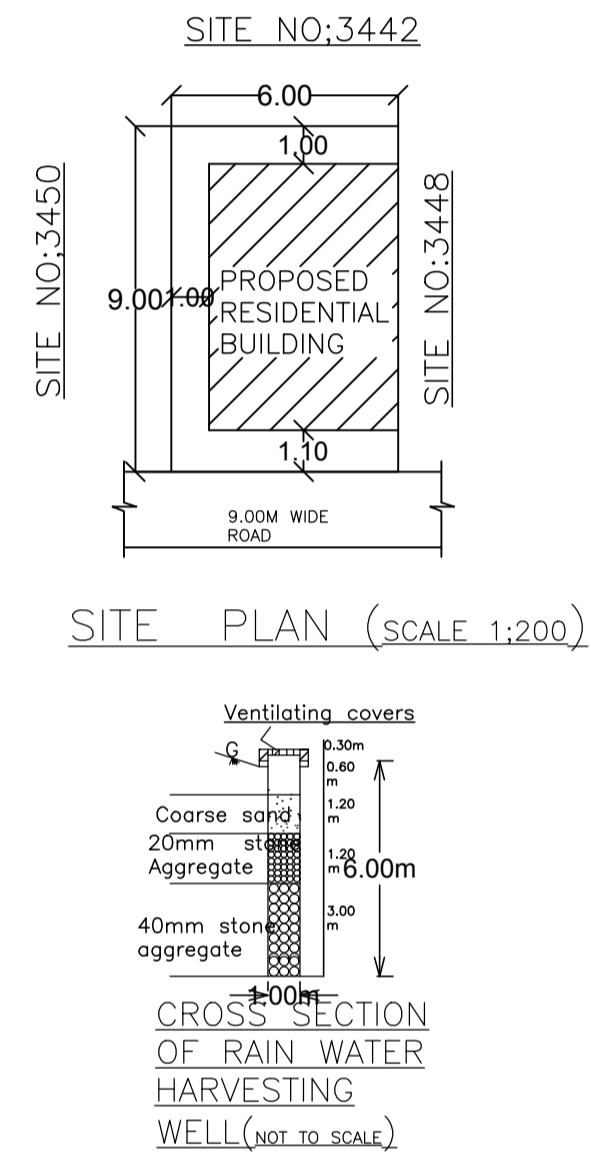 SITE NO;3442
6.00
1.00
SITE NO;3450
SITE NO:3448
9.00
1.00
PROPOSED
RESIDENTIAL
BUILDING
1.10
9.00M WIDE
ROAD
SITE PLAN (SCALE 1;200)
Ventilating covers
G
0.30m
0.60
m
Coarse sand
1.20
m
20mm stone
Aggregate
1.20
m
6.00m
40mm stone
aggregate
3.00
m
1.00m
CROSS SECTION
OF RAIN WATER
HARVESTING
WELL(NOT TO SCALE)